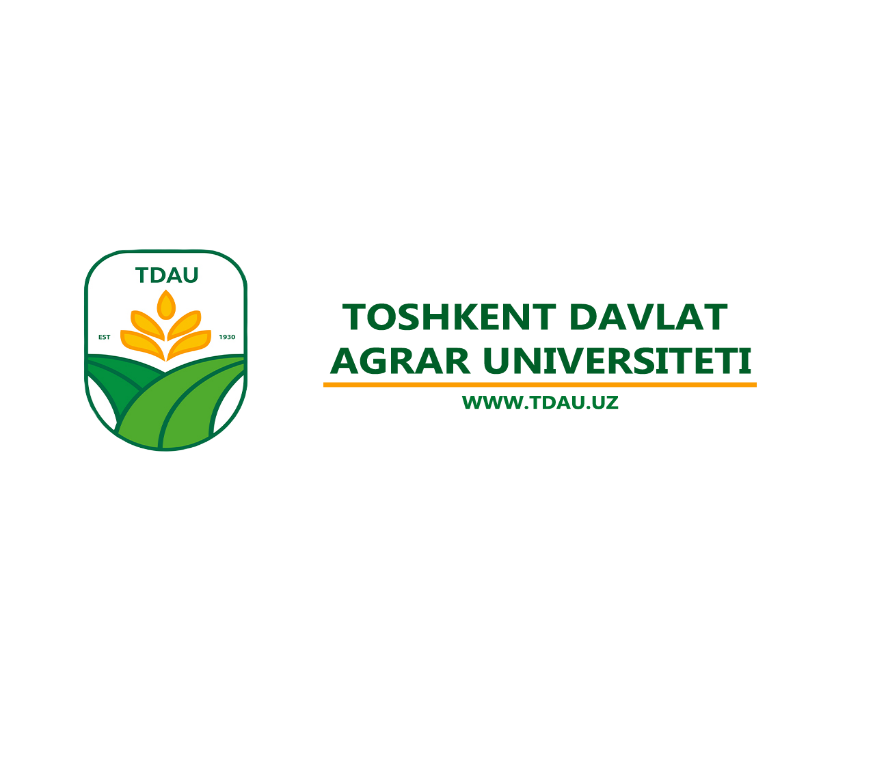 TDAU
EST 1930
TOSHKENT DAVLAT
AGRAR UNIVERSITETI
WWW.TDAU.UZ